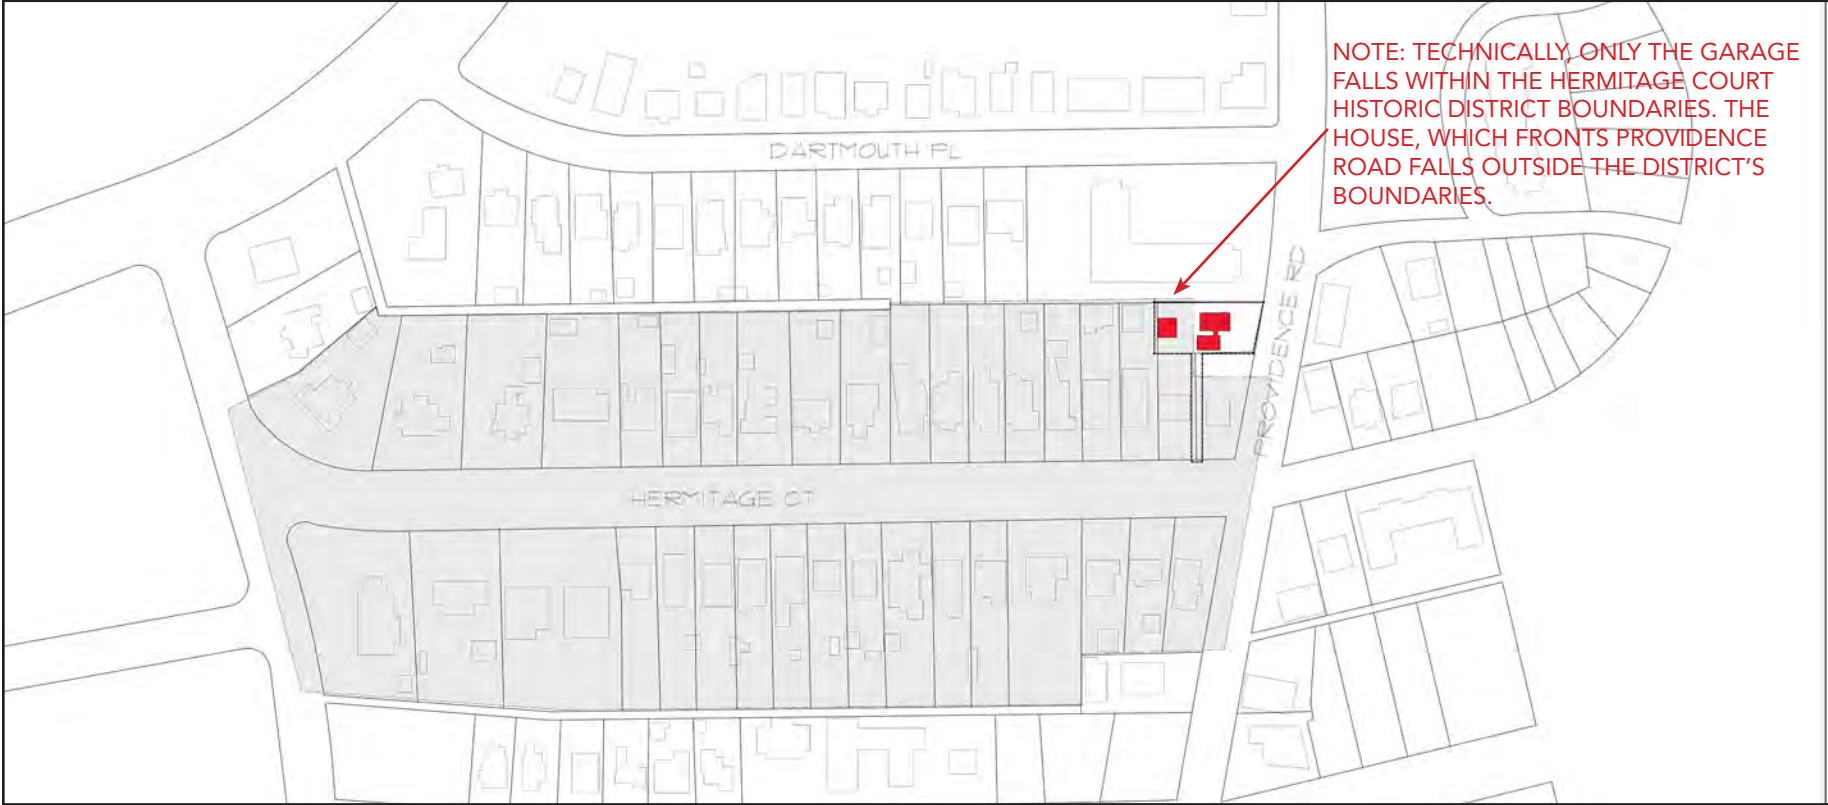 NOTE: TECHNICALLY, ONLY THE GARAGE
FALLS WITHIN THE HERMITAGE COURT
HISTORIC DISTRICT BOUNDARIES. THE
HOUSE, WHICH FRONTS PROVIDENCE
ROAD FALLS OUTSIDE THE DISTRICT'S
BOUNDARIES.
DARTMOUTH PL
PROVIDENCE RD
HERMITAGE CT